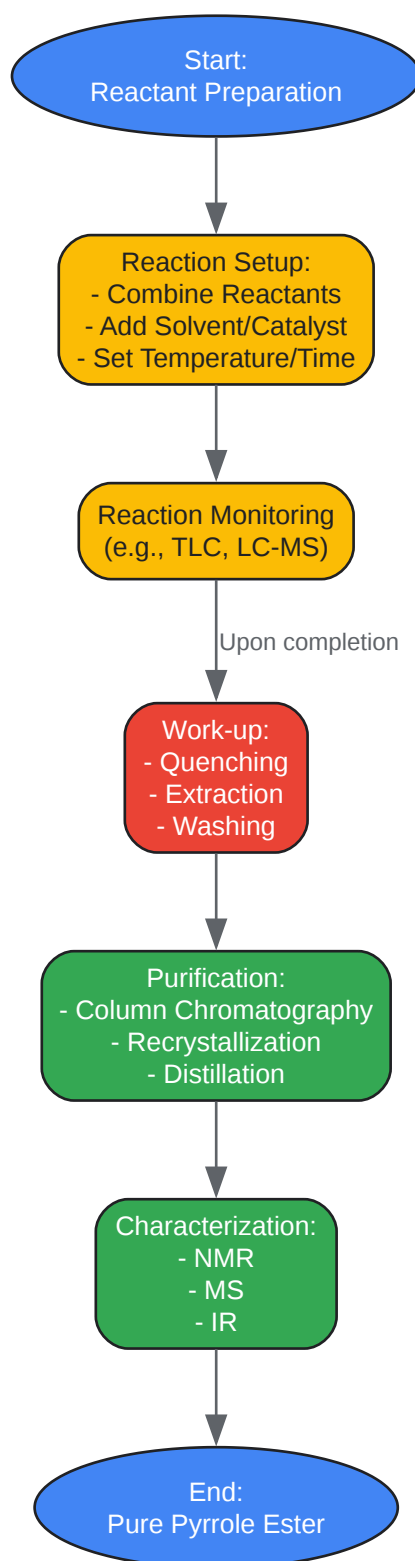 Start:
Reactant Preparation
Reaction Setup:
- Combine Reactants
- Add Solvent/Catalyst
- Set Temperature/Time
Reaction Monitoring
(e.g., TLC, LC-MS)
Upon completion
Work-up:
- Quenching
- Extraction
- Washing
Purification:
- Column Chromatography
- Recrystallization
- Distillation
Characterization:
- NMR
- MS
- IR
End:
Pure Pyrrole Ester